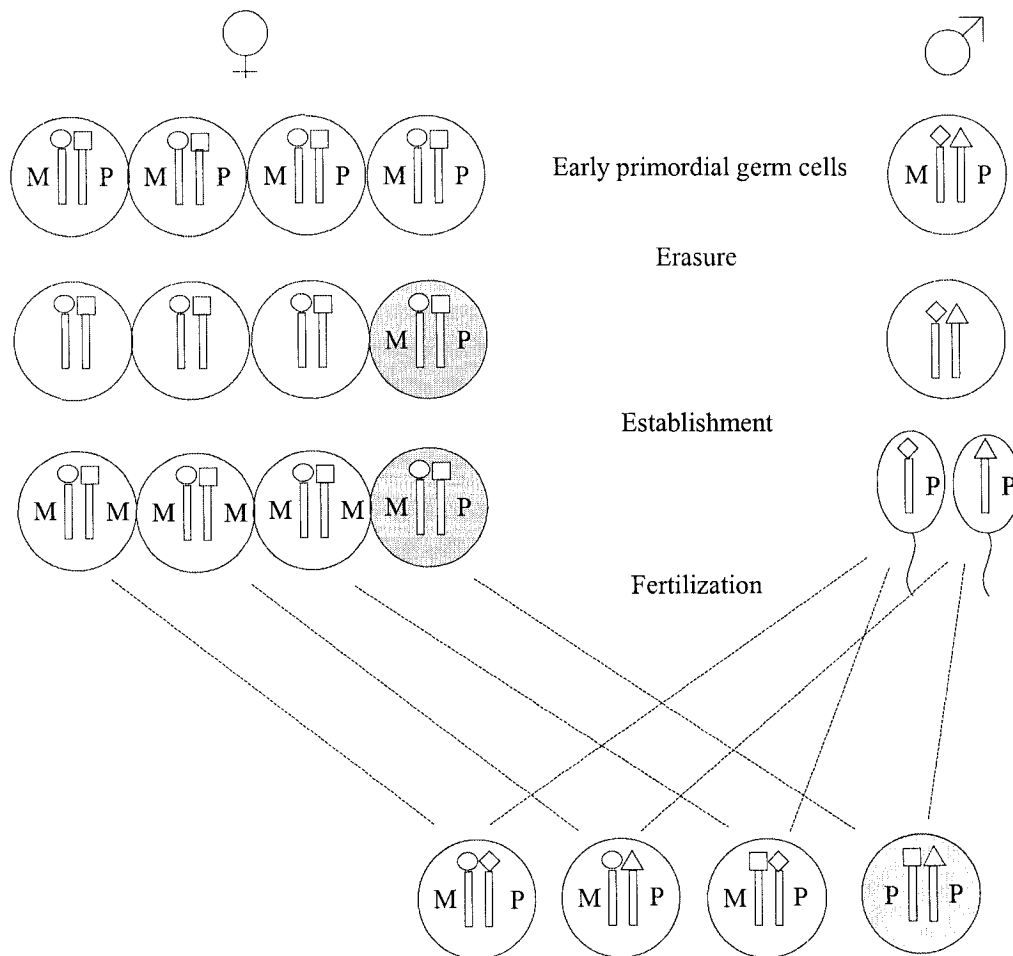 Early primordial germ cells
M P M P M P M P M P
Erasure
M P
Establishment
M M M M M M M P P P
Fertilization
M P M P M P P P